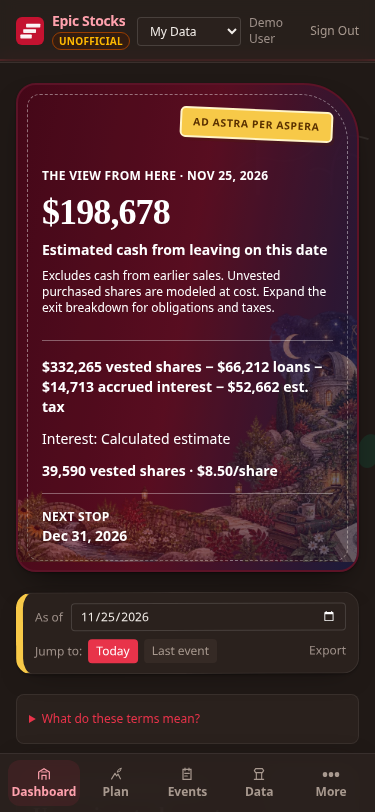 Epic Stocks
UNOFFICIAL
My Data
Demo
User
Sign Out
AD ASTRA PER ASPERA
THE VIEW FROM HERE · NOV 25, 2026
$198,678
Estimated cash from leaving on this date
Excludes cash from earlier sales. Unvested
purchased shares are modeled at cost. Expand the
exit breakdown for obligations and taxes.
$332,265 vested shares − $66,212 loans −
$14,713 accrued interest − $52,662 est.
tax
Interest: Calculated estimate
39,590 vested shares · $8.50/share
NEXT STOP
Dec 31, 2026
As of
11/25/2026
Jump to:
Today
Last event
Export
▶ What do these terms mean?
Dashboard
Plan
Events
Data
More